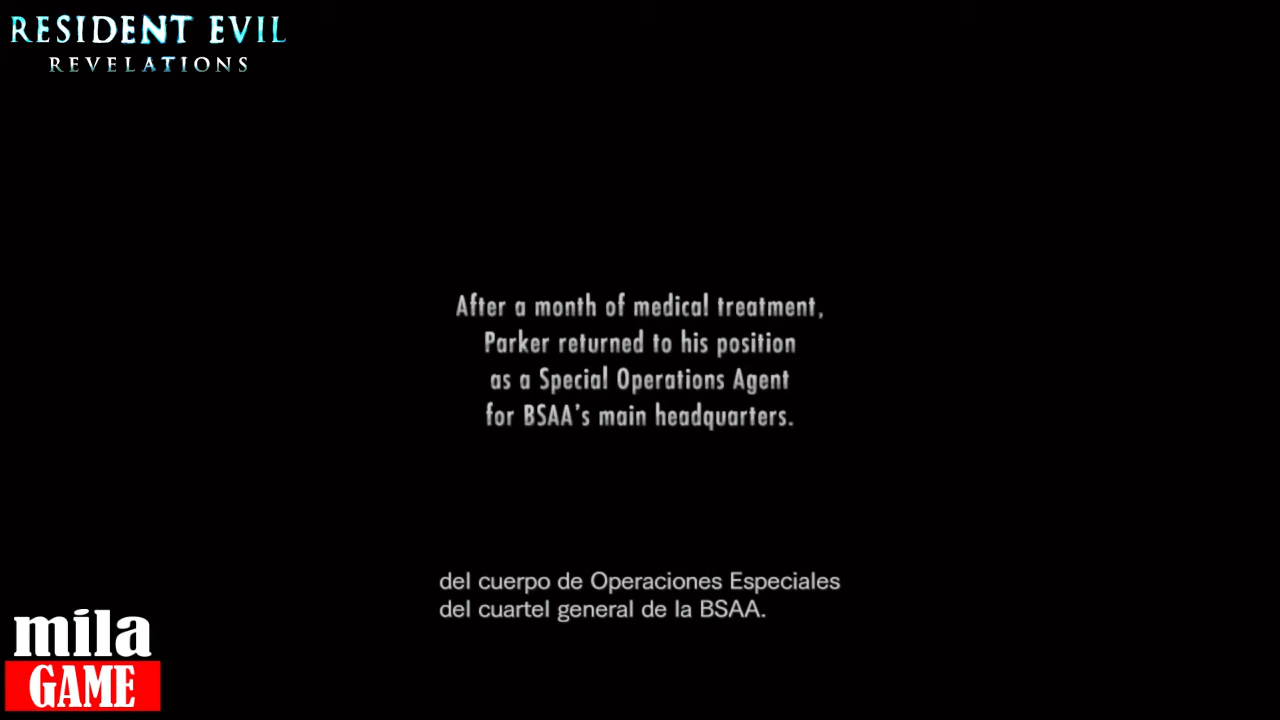 RESIDENT EVIL
REVELATIONS
After a month of medical treatment,
Parker returned to his position
as a Special Operations Agent
for BSAA's main headquarters.
del cuerpo de Operaciones Especiales
del cuartel general de la BSAA.
mila
GAME